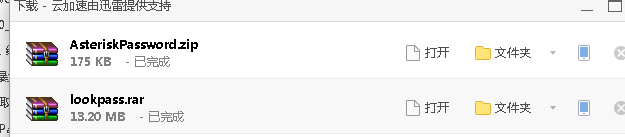 下载 - 云加速由迅雷提供支持
AsteriskPassword.zip 打开 文件夹
175 KB - 已完成
lookpass.rar 打开 文件夹
13.20 MB - 已完成